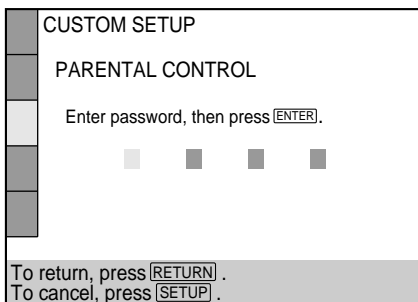 CUSTOM SETUP
PARENTAL CONTROL
Enter password, then press ENTER.
To return, press RETURN .
To cancel, press SETUP .